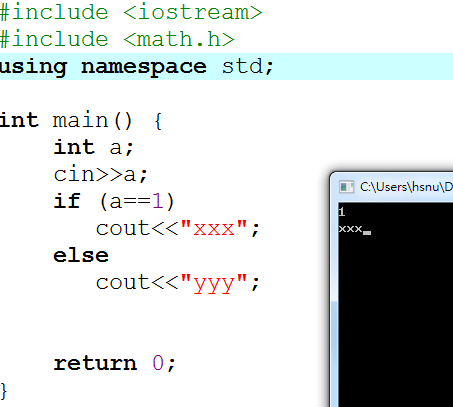 #include <iostream>
#include <math.h>
using namespace std;
int main() {
int a;
cin>>a;
if (a==1)
cout<<"xxx";
else
cout<<"yyy";
return 0;
}
C:\Users\hsnu\D
1
xxx